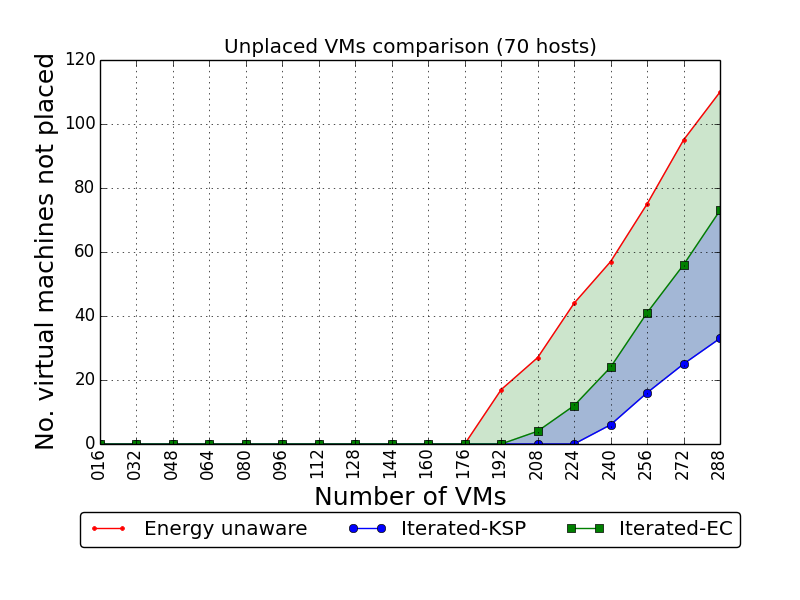 Unplaced VMs comparison (70 hosts)
No. virtual machines not placed
120
100
80
60
40
20
0
016 032 048 064 080 096 112 128 144 160 176 192 208 224 240 256 272 288
Number of VMs
Energy unaware Iterated-KSP Iterated-EC